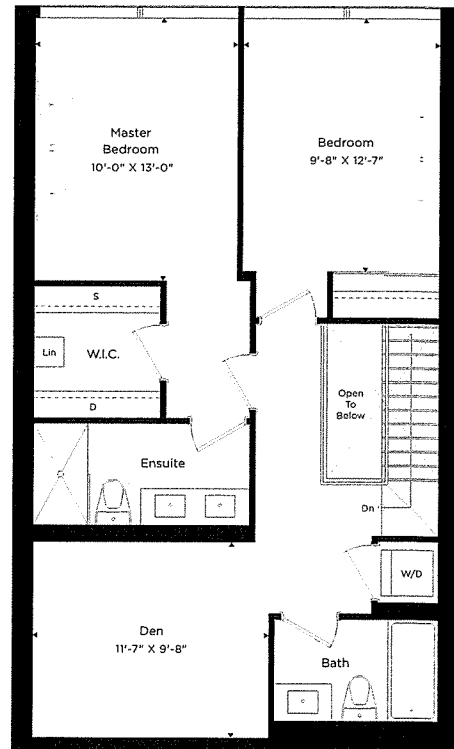 Master
Bedroom
10'-0" X 13'-0"
Bedroom
9'-8" X 12'-7"
S
Lin
W.I.C.
D
Open
To
Below
Ensuite
Dn
W/D
Den
11'-7" X 9'-8"
Bath